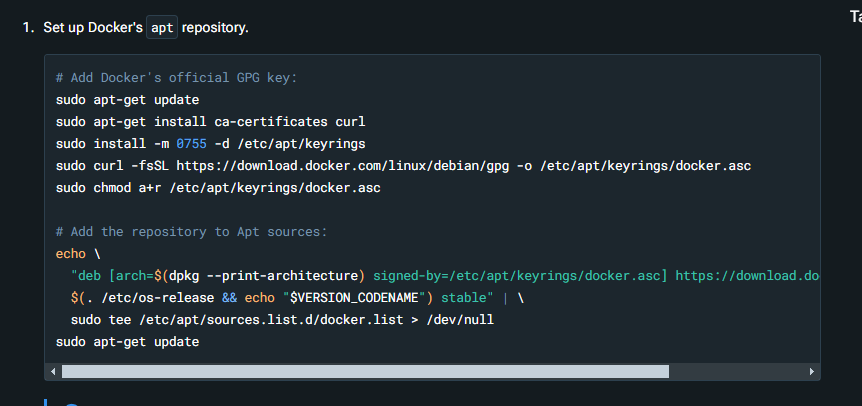 Ta
1. Set up Docker's apt repository.
# Add Docker's official GPG key:
sudo apt-get update
sudo apt-get install ca-certificates curl
sudo install -m 0755 -d /etc/apt/keyrings
sudo curl -fsSL https://download.docker.com/linux/debian/gpg -o /etc/apt/keyrings/docker.asc
sudo chmod a+r /etc/apt/keyrings/docker.asc
# Add the repository to Apt sources:
echo \
"deb [arch=$(dpkg --print-architecture) signed-by=/etc/apt/keyrings/docker.asc] https://download.do
$(. /etc/os-release && echo "$VERSION_CODENAME") stable" | \
sudo tee /etc/apt/sources.list.d/docker.list > /dev/null
sudo apt-get update